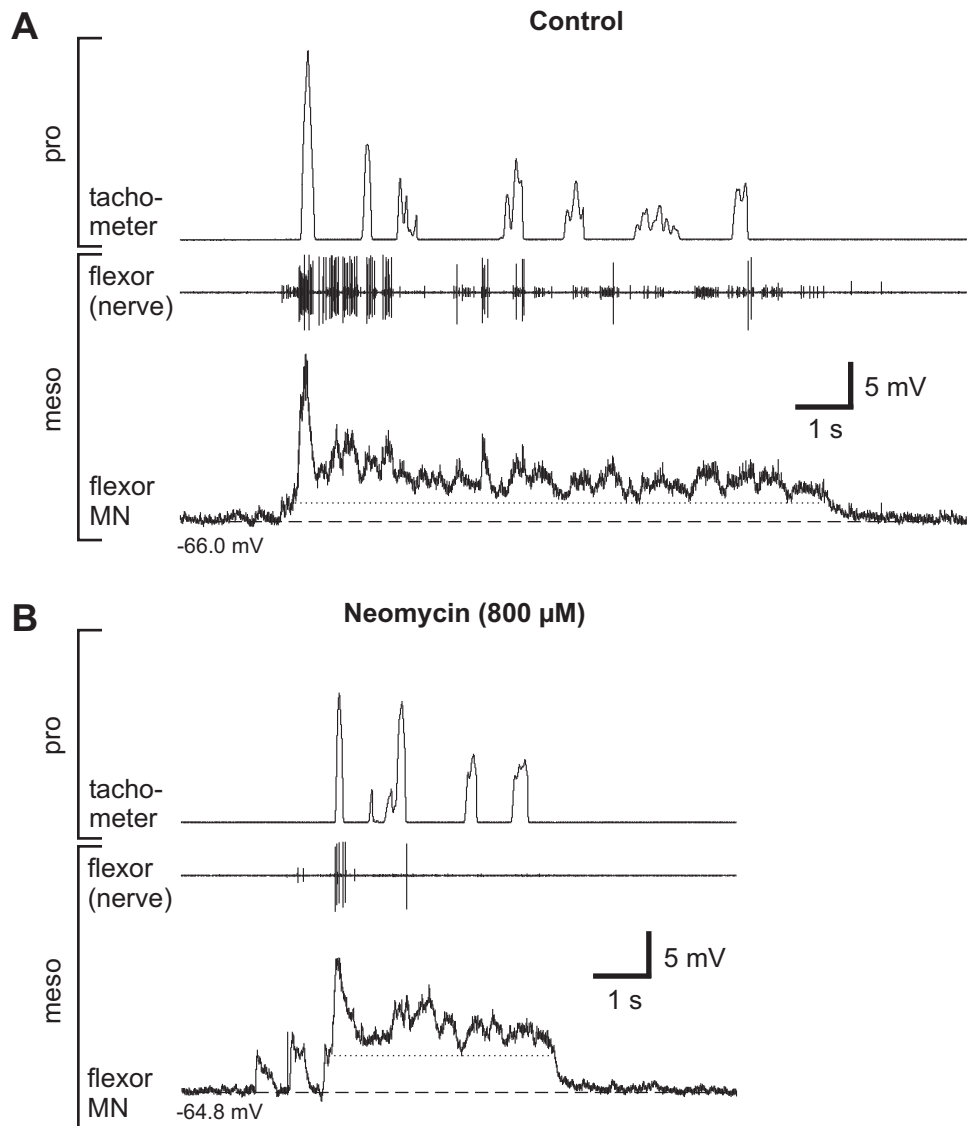 A
Control
pro
tacho-
meter
flexor
(nerve)
meso
5 mV
1 s
flexor
MN
-66.0 mV
B
Neomycin (800 µM)
pro
tacho-
meter
flexor
(nerve)
meso
5 mV
1 s
flexor
MN
-64.8 mV